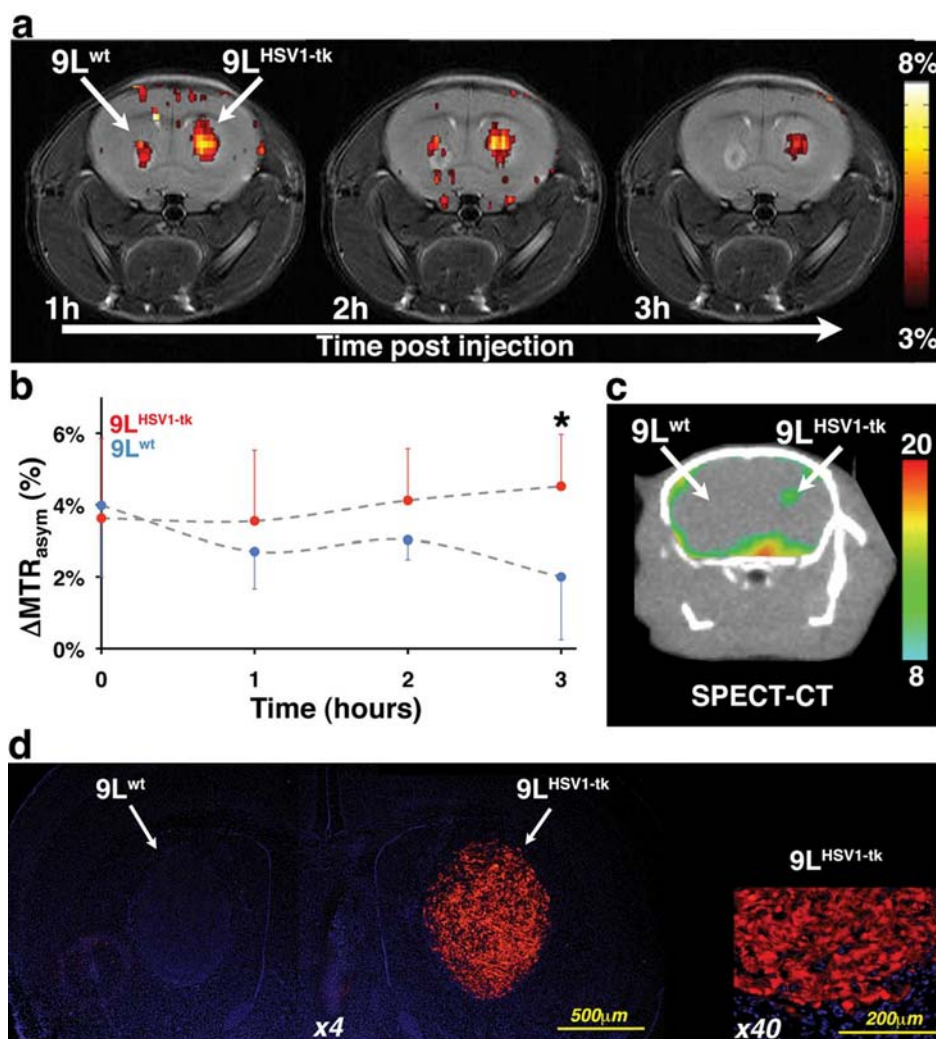 a
9L^wt 9L^HSV1-tk 8%
1h 2h 3h
Time post injection 3%
b
9L^HSV1-tk
9L^wt
*
6%
4%
2%
0%
ΔMTR_asym (%)
0 1 2 3
Time (hours)
c
9L^wt 9L^HSV1-tk
20
8
SPECT-CT
d
9L^wt 9L^HSV1-tk
9L^HSV1-tk
x4 500μm x40 200μm